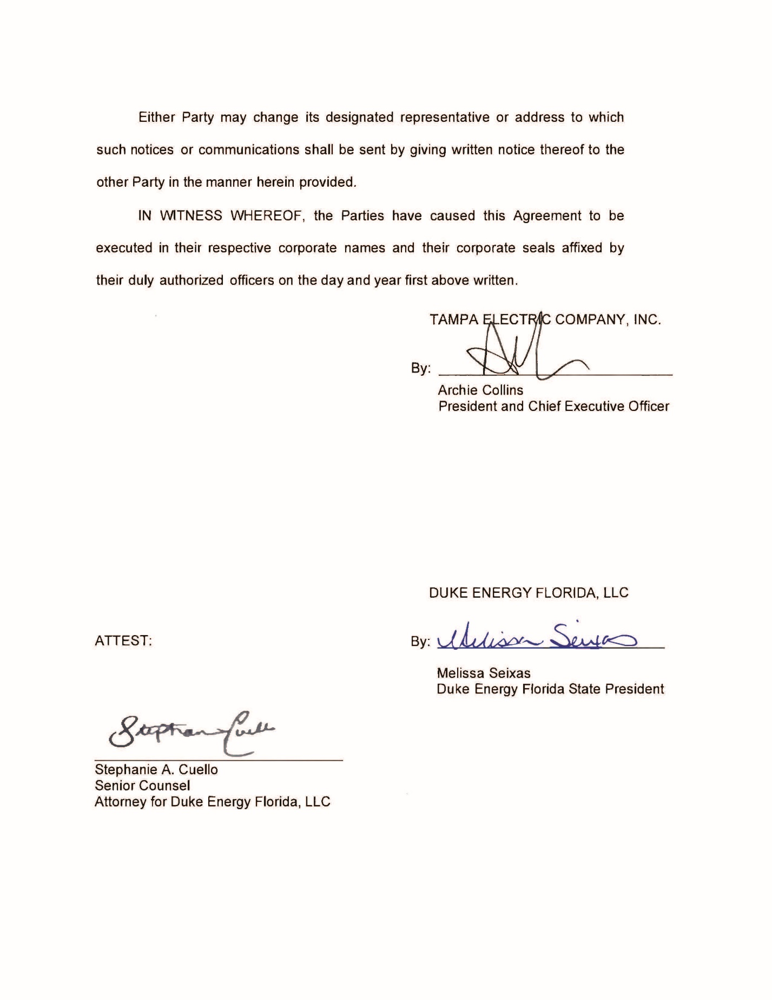 Either Party may change its designated representative or address to which
such notices or communications shall be sent by giving written notice thereof to the
other Party in the manner herein provided.
IN WITNESS WHEREOF, the Parties have caused this Agreement to be
executed in their respective corporate names and their corporate seals affixed by
their duly authorized officers on the day and year first above written.
TAMPA ELECTRIC COMPANY, INC.
By:
Archie Collins
President and Chief Executive Officer
DUKE ENERGY FLORIDA, LLC
ATTEST:
By: Melissa Seixas
Melissa Seixas
Duke Energy Florida State President
Stephanie A. Cuello
Senior Counsel
Attorney for Duke Energy Florida, LLC